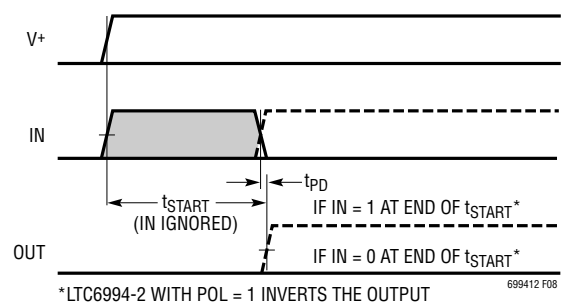 V+
IN
tPD
tSTART
(IN IGNORED)
IF IN = 1 AT END OF tSTART*
OUT
IF IN = 0 AT END OF tSTART*
*LTC6994-2 WITH POL = 1 INVERTS THE OUTPUT
699412 F08